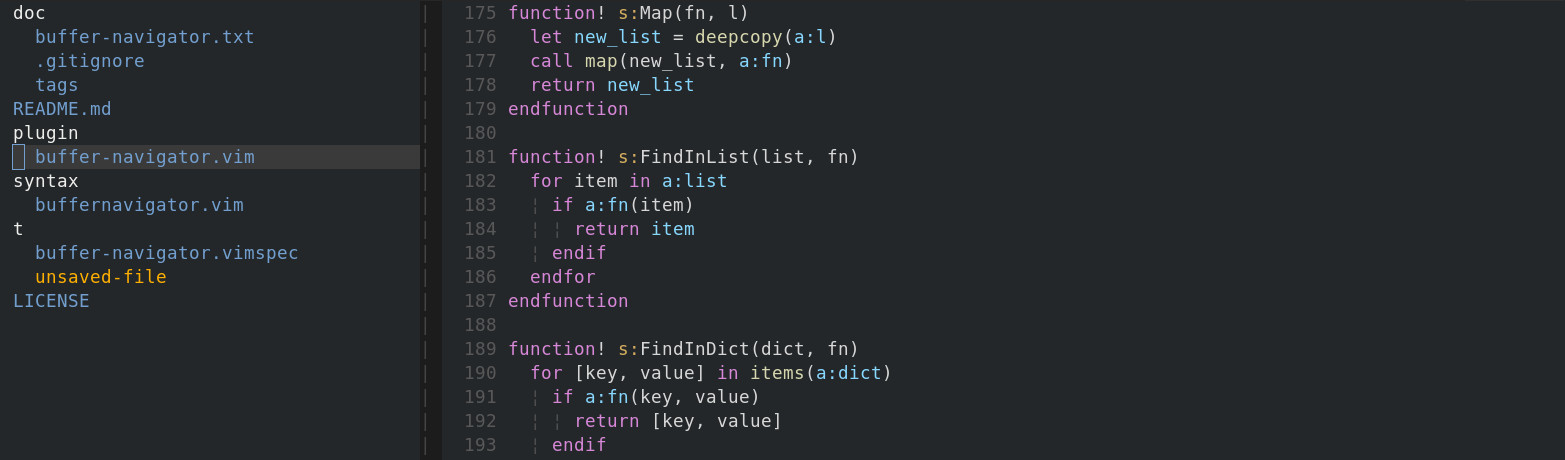 doc
  buffer-navigator.txt
  .gitignore
  tags
README.md
plugin
  buffer-navigator.vim
syntax
  buffernavigator.vim
t
  buffer-navigator.vimspec
  unsaved-file
LICENSE
175 function! s:Map(fn, l)
176   let new_list = deepcopy(a:l)
177   call map(new_list, a:fn)
178   return new_list
179 endfunction
180
181 function! s:FindInList(list, fn)
182   for item in a:list
183   ¦ if a:fn(item)
184   ¦ ¦ return item
185   ¦ endif
186   endfor
187 endfunction
188
189 function! s:FindInDict(dict, fn)
190   for [key, value] in items(a:dict)
191   ¦ if a:fn(key, value)
192   ¦ ¦ return [key, value]
193   ¦ endif